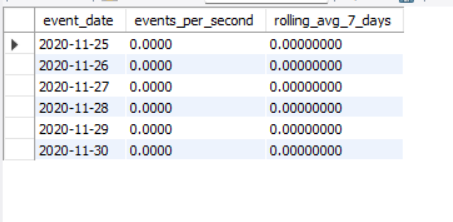 event_date events_per_second rolling_avg_7_days
2020-11-25 0.0000 0.00000000
2020-11-26 0.0000 0.00000000
2020-11-27 0.0000 0.00000000
2020-11-28 0.0000 0.00000000
2020-11-29 0.0000 0.00000000
2020-11-30 0.0000 0.00000000